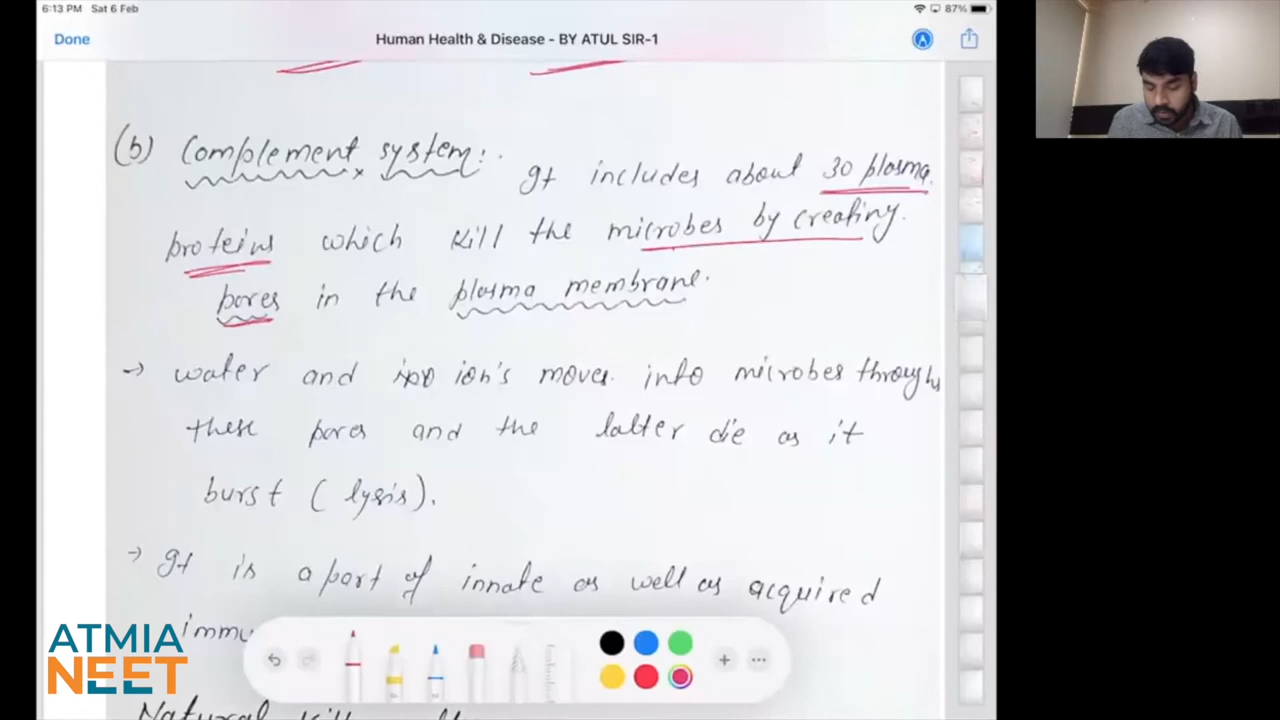 6:13 PM Sat 6 Feb 87%
Done Human Health & Disease - BY ATUL SIR-1
(b) Complement system:
It includes about 30 plasma
proteins which kill the microbes by creating
pores in the plasma membrane.
→ water and ion's moves into microbes through
these pores and the latter die as it
burst (lysis).
→ It is a part of innate as well as acquired
immu
ATMIA
NEET
Natural